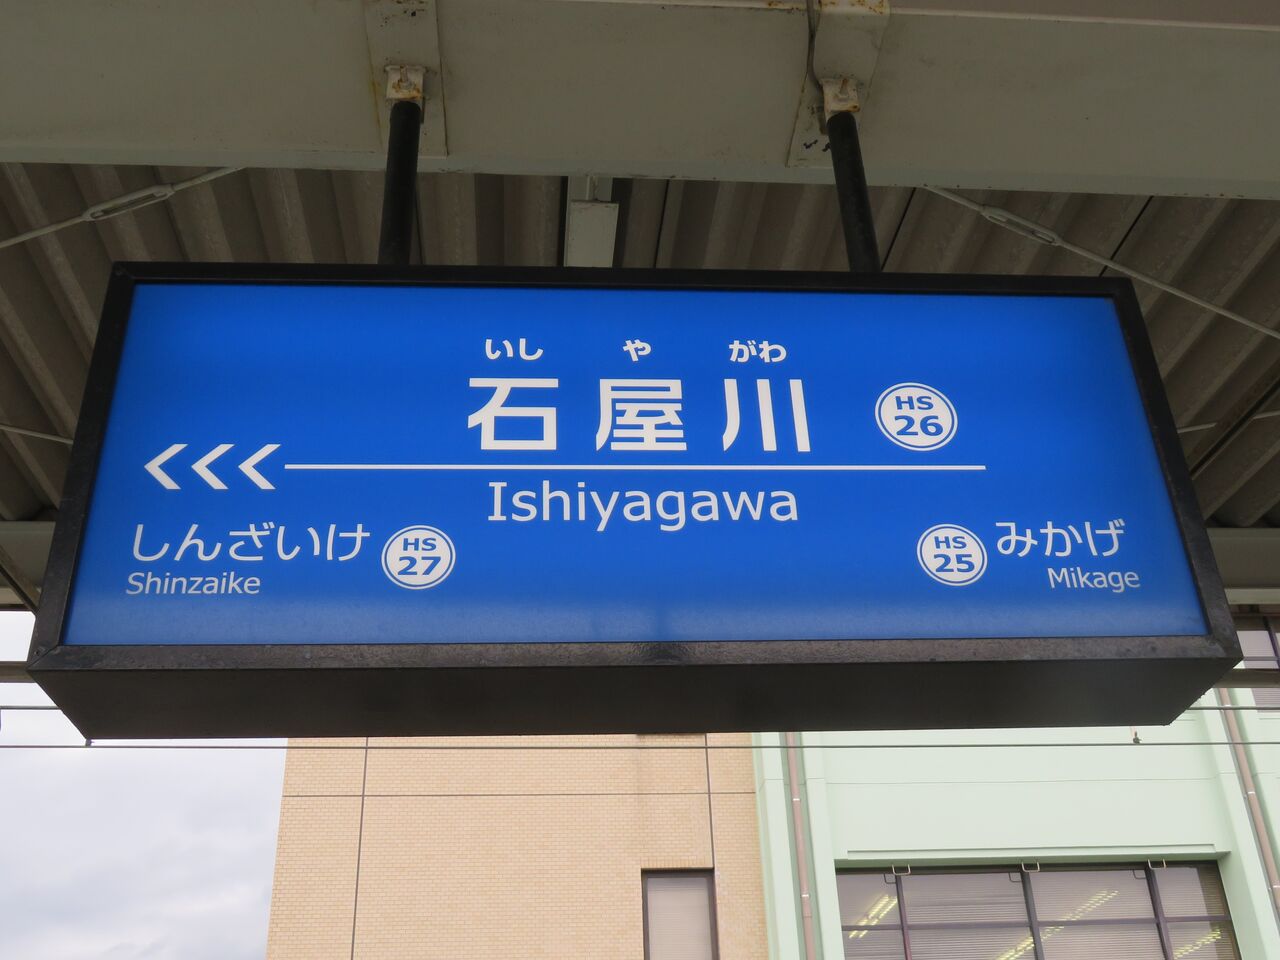 いしやがわ
石屋川
HS 26
<<<
Ishiyagawa
しんざいけ HS 27
Shinzaike
HS 25 みかげ
Mikage